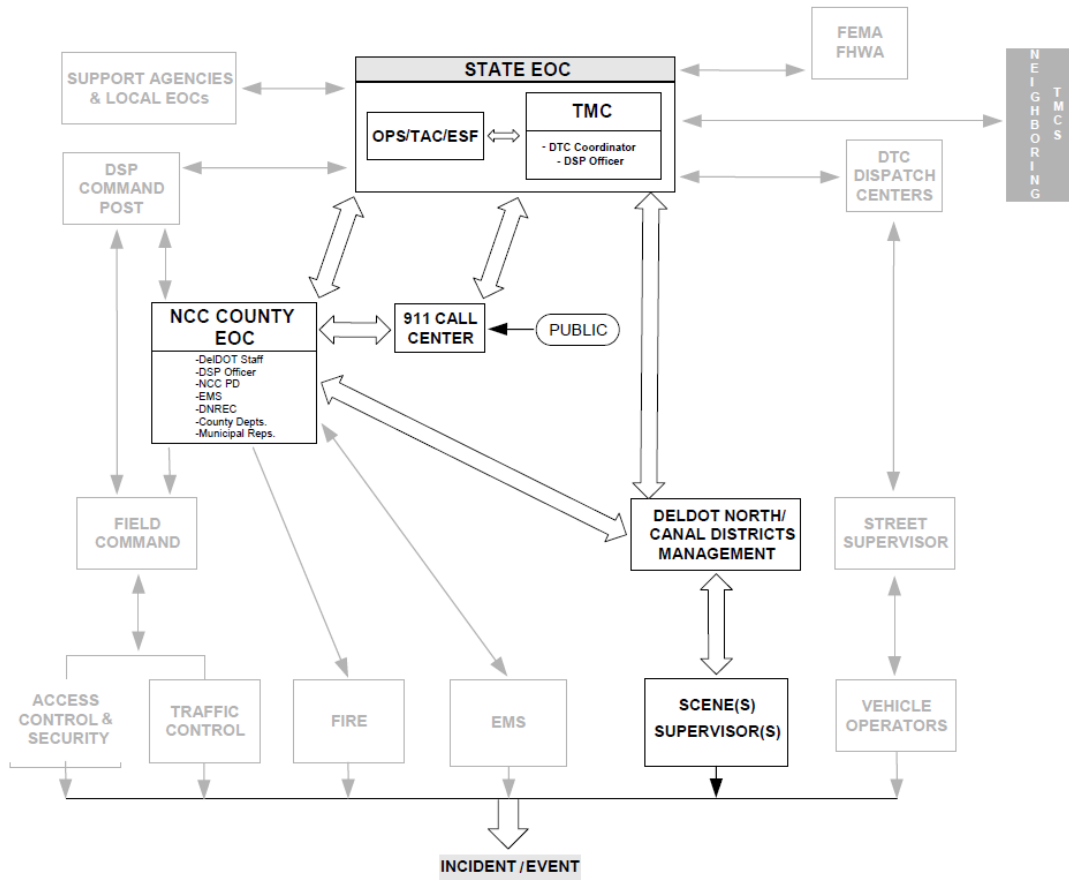 FEMA
FHWA
SUPPORT AGENCIES
& LOCAL EOCs
STATE EOC
OPS/TAC/ESF
TMC
- DTC Coordinator
- DSP Officer
NEIGHBORING
TMCS
DSP
COMMAND
POST
DTC
DISPATCH
CENTERS
NCC COUNTY
EOC
-DelDOT Staff
-DSP Officer
-NCC PD
-EMS
-DNREC
-County Depts.
-Municipal Reps.
911 CALL
CENTER
PUBLIC
FIELD
COMMAND
DELDOT NORTH/
CANAL DISTRICTS
MANAGEMENT
STREET
SUPERVISOR
ACCESS
CONTROL &
SECURITY
TRAFFIC
CONTROL
FIRE
EMS
SCENE(S)
SUPERVISOR(S)
VEHICLE
OPERATORS
INCIDENT / EVENT